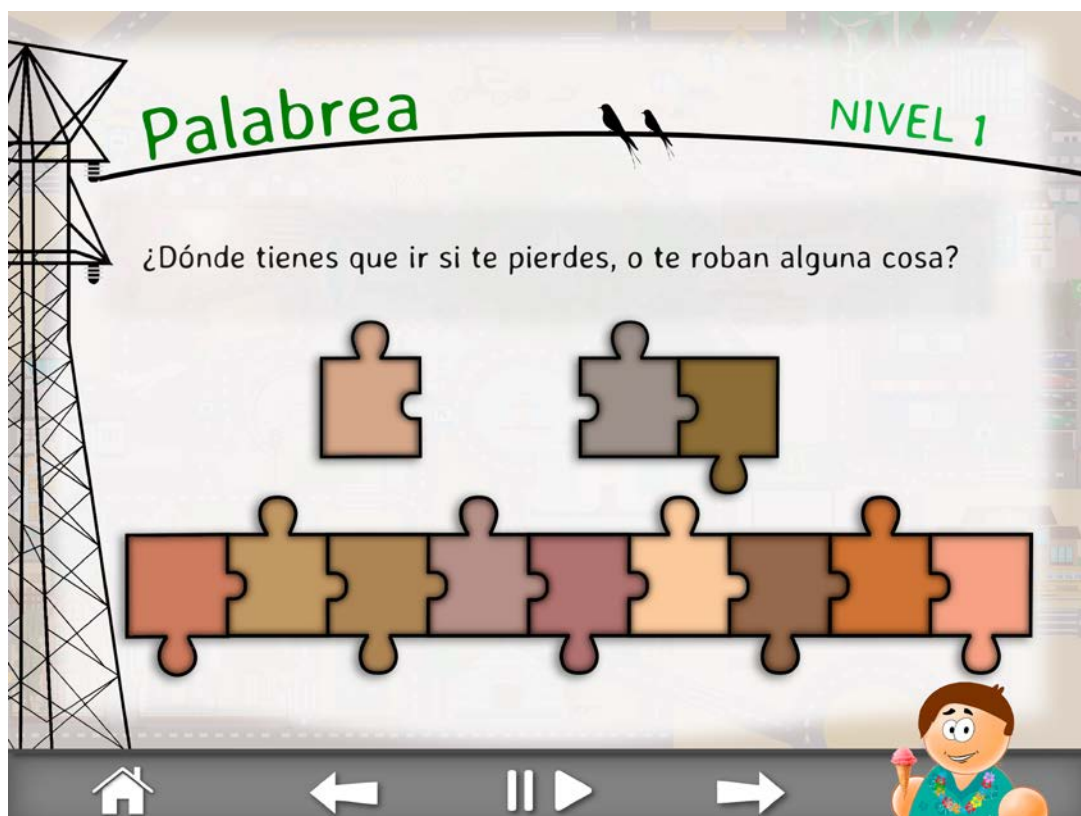 Palabrea
NIVEL 1
¿Dónde tienes que ir si te pierdes, o te roban alguna cosa?